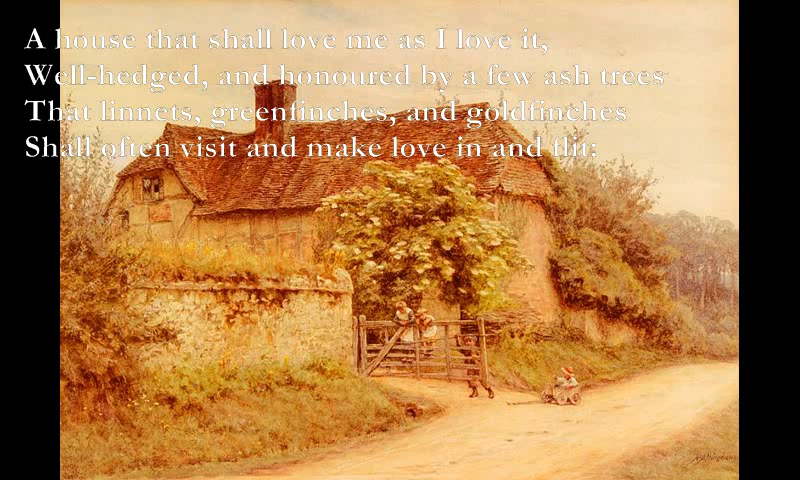 A house that shall love me as I love it,
Well-hedged, and honoured by a few ash trees
That linnets, greenfinches, and goldfinches
Shall often visit and make love in and flit: